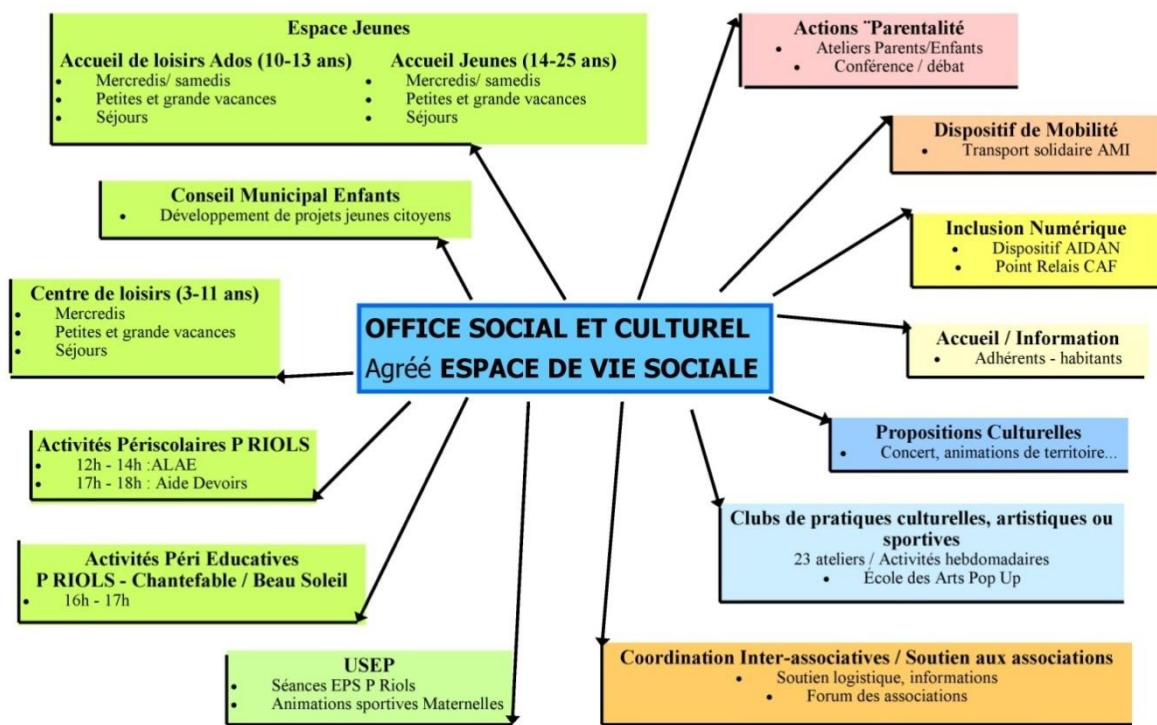 Espace Jeunes
Accueil de loisirs Ados (10-13 ans)
• Mercredis/ samedis
• Petites et grande vacances
• Séjours
Accueil Jeunes (14-25 ans)
• Mercredis/ samedis
• Petites et grande vacances
• Séjours
Actions ¨Parentalité
• Ateliers Parents/Enfants
• Conférence / débat
Dispositif de Mobilité
• Transport solidaire AMI
Conseil Municipal Enfants
• Développement de projets jeunes citoyens
Inclusion Numérique
• Dispositif AIDAN
• Point Relais CAF
Centre de loisirs (3-11 ans)
• Mercredis
• Petites et grande vacances
• Séjours
OFFICE SOCIAL ET CULTUREL
Agréé ESPACE DE VIE SOCIALE
Accueil / Information
• Adhérents - habitants
Activités Périscolaires P RIOLS
• 12h - 14h :ALAE
• 17h - 18h : Aide Devoirs
Propositions Culturelles
• Concert, animations de territoire...
Clubs de pratiques culturelles, artistiques ou
sportives
23 ateliers / Activités hebdomadaires
• École des Arts Pop Up
Activités Péri Educatives
P RIOLS - Chantefable / Beau Soleil
• 16h - 17h
USEP
• Séances EPS P Riols
• Animations sportives Maternelles
Coordination Inter-associatives / Soutien aux associations
• Soutien logistique, informations
• Forum des associations